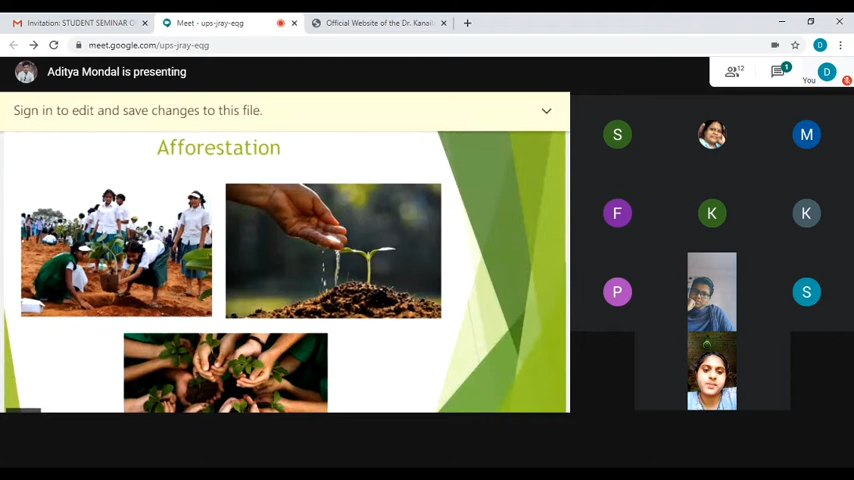 Invitation: STUDENT SEMINAR O
Meet - ups-jray-eqg
Official Website of the Dr. Kanail
meet.google.com/ups-jray-eqg
D
Aditya Mondal is presenting
12
1
You
D
Sign in to edit and save changes to this file.
Afforestation
S
M
F
K
K
P
S